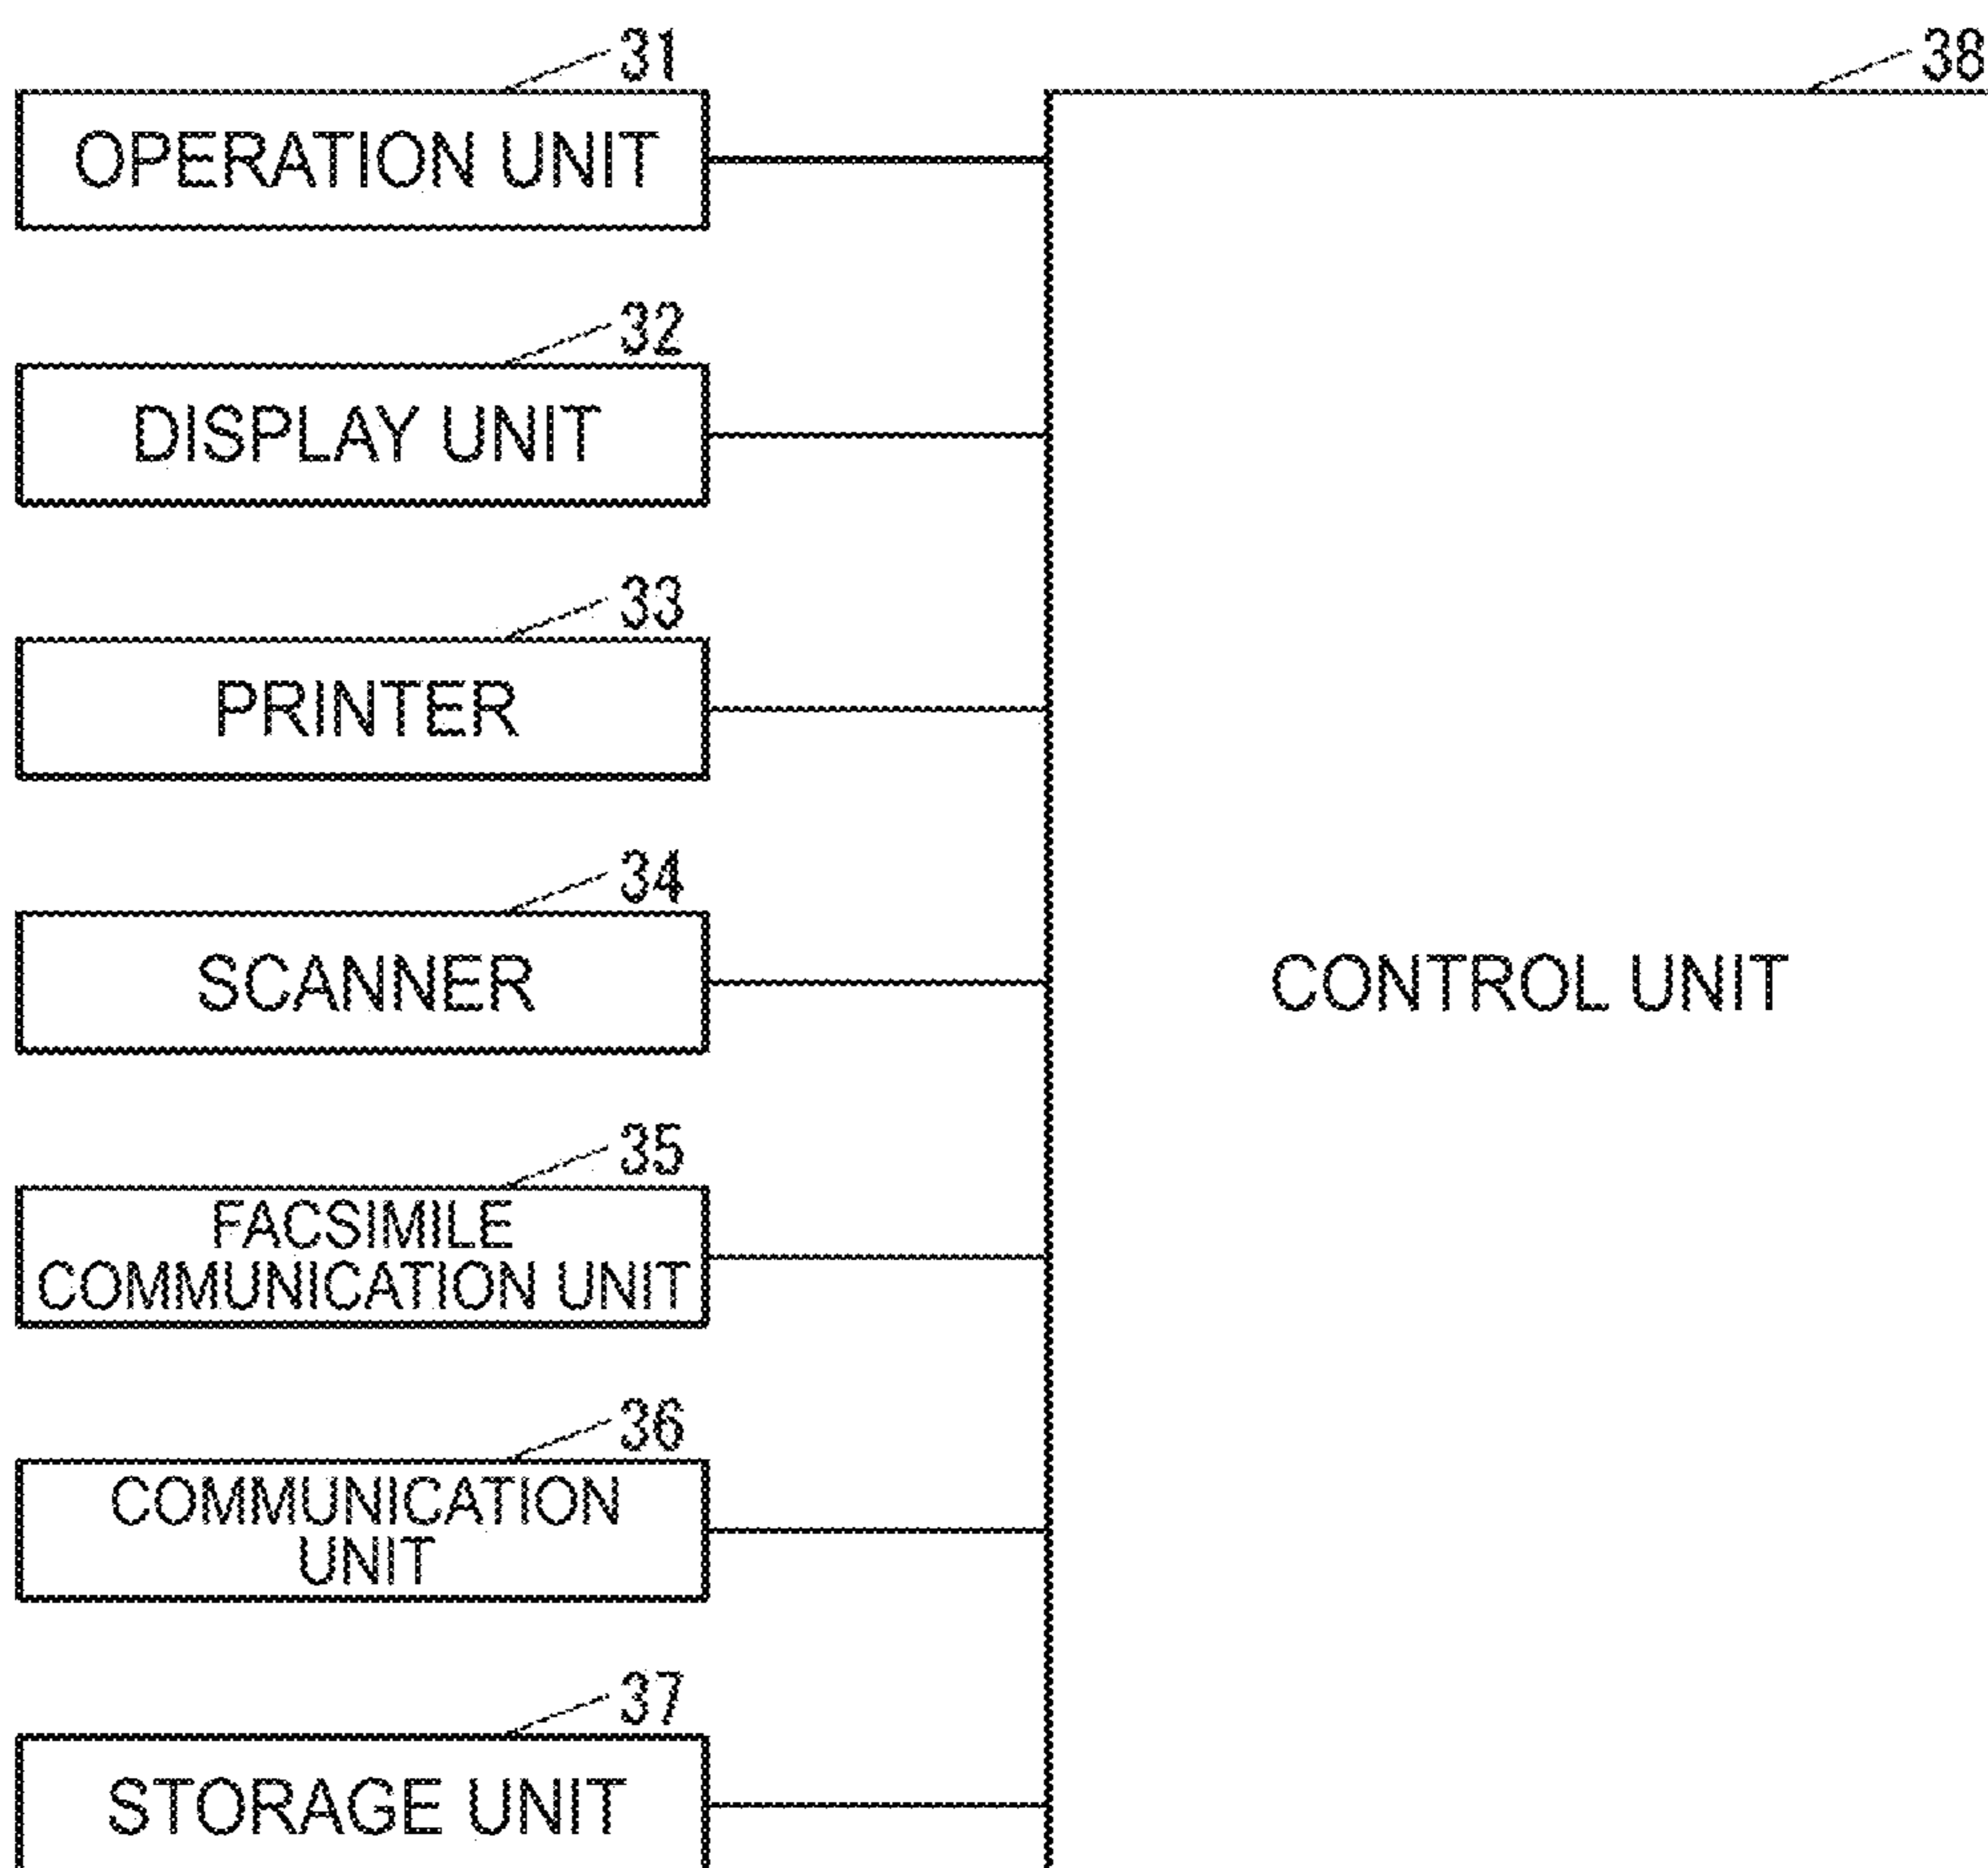 31
38
OPERATION UNIT
32
DISPLAY UNIT
33
PRINTER
34
SCANNER
CONTROL UNIT
35
FACSIMILE
COMMUNICATION UNIT
36
COMMUNICATION
UNIT
37
STORAGE UNIT